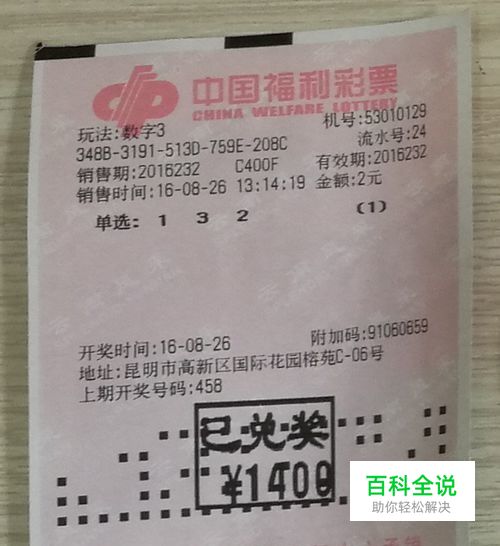 中国福利彩票
CHINA WELFARE LOTTERY
玩法:数字3 机号:53010129
348B-3191-513D-759E-208C 流水号:24
销售期:2016232 C400F 有效期:2016232
销售时间:16-08-26 13:14:19 金额:2元
单选: 1 3 2 (1)
开奖时间:16-08-26 附加码:91060659
地址:昆明市高新区国际花园榕苑C-06号
上期开奖号码:458
已兑奖
¥1400
百科全说
助你轻松解决